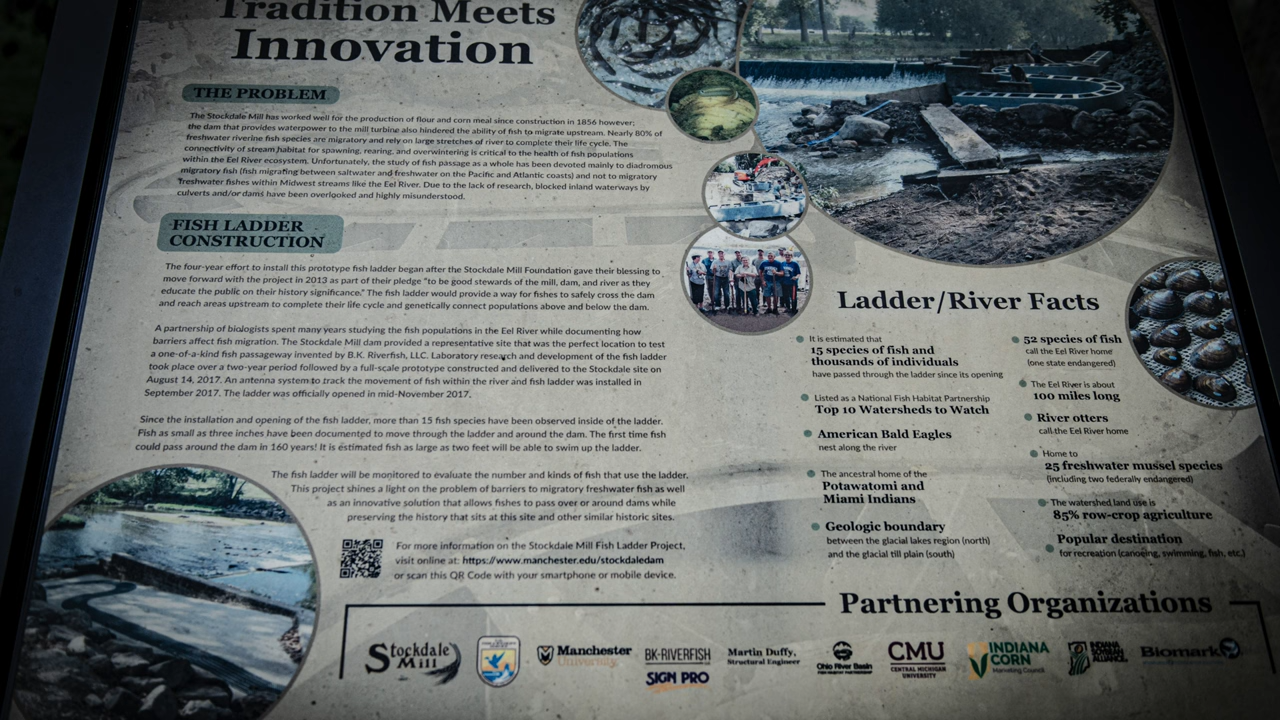 Tradition Meets
Innovation
THE PROBLEM
The Stockdale Mill has worked well for the production of flour and corn meal since construction in 1856 however;
the dam that provides waterpower to the mill turbine also hindered the ability of fish to migrate upstream. Nearly 80% of
freshwater riverine fish species are migratory and rely on large stretches of river to complete their life cycle. The
connectivity of stream habitat for spawning, rearing, and overwintering is critical to the health of fish populations
within the Eel River ecosystem. Unfortunately, the study of fish passage as a whole has been devoted mainly to diadromous
migratory fish (fish migrating between saltwater and freshwater on the Pacific and Atlantic coasts) and not to migratory
freshwater fishes within Midwest streams like the Eel River. Due to the lack of research, blocked inland waterways by
culverts and/or dams have been overlooked and highly misunderstood.
FISH LADDER
CONSTRUCTION
The four-year effort to install this prototype fish ladder began after the Stockdale Mill Foundation gave their blessing to
move forward with the project in 2013 as part of their pledge "to be good stewards of the mill, dam, and river as they
educate the public on their history significance." The fish ladder would provide a way for fishes to safely cross the dam
and reach areas upstream to complete their life cycle and genetically connect populations above and below the dam.
A partnership of biologists spent many years studying the fish populations in the Eel River while documenting how
barriers affect fish migration. The Stockdale Mill dam provided a representative site that was the perfect location to test
a one-of-a-kind fish passageway invented by B.K. Riverfish, LLC. Laboratory research and development of the fish ladder
took place over a two-year period followed by a full-scale prototype constructed and delivered to the Stockdale site on
August 14, 2017. An antenna system to track the movement of fish within the river and fish ladder was installed in
September 2017. The ladder was officially opened in mid-November 2017.
Since the installation and opening of the fish ladder, more than 15 fish species have been observed inside of the ladder.
Fish as small as three inches have been documented to move through the ladder and around the dam. The first time fish
could pass around the dam in 160 years! It is estimated fish as large as two feet will be able to swim up the ladder.
The fish ladder will be monitored to evaluate the number and kinds of fish that use the ladder.
This project shines a light on the problem of barriers to migratory freshwater fish as well
as an innovative solution that allows fishes to pass over or around dams while
preserving the history that sits at this site and other similar historic sites.
For more information on the Stockdale Mill Fish Ladder Project,
visit online at: https://www.manchester.edu/stockdaledam
or scan this QR Code with your smartphone or mobile device.
Ladder/River Facts
It is estimated that
15 species of fish and
thousands of individuals
have passed through the ladder since its opening
Listed as a National Fish Habitat Partnership
Top 10 Watersheds to Watch
American Bald Eagles
nest along the river
The ancestral home of the
Potawatomi and
Miami Indians
Geologic boundary
between the glacial lakes region (north)
and the glacial till plain (south)
52 species of fish
call the Eel River home
(one state endangered)
The Eel River is about
100 miles long
River otters
call the Eel River home
Home to
25 freshwater mussel species
(including two federally endangered)
The watershed land use is
85% row-crop agriculture
Popular destination
for recreation (canoeing, swimming, fish, etc.)
Partnering Organizations
Stockdale
Mill
Manchester
University
BK-RIVERFISH
SIGN PRO
Martin Duffy,
Structural Engineer
Ohio River Basin
FISH HABITAT PARTNERSHIP
CMU
CENTRAL MICHIGAN
UNIVERSITY
INDIANA
CORN
Marketing Council
INDIANA
SOYBEAN
ALLIANCE
Biomark